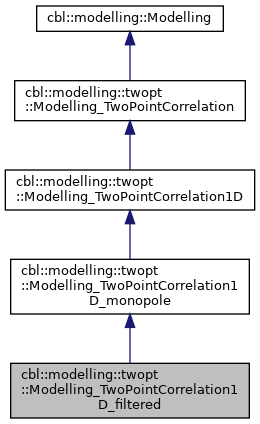 cbl::modelling::Modelling
cbl::modelling::twopt
::Modelling_TwoPointCorrelation
cbl::modelling::twopt
::Modelling_TwoPointCorrelation1D
cbl::modelling::twopt
::Modelling_TwoPointCorrelation1
D_monopole
cbl::modelling::twopt
::Modelling_TwoPointCorrelation1
D_filtered